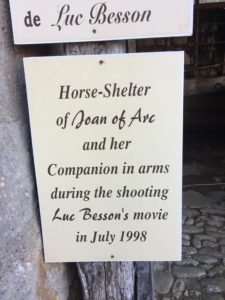 de Luc Besson
Horse-Shelter
of Joan of Arc
and her
Companion in arms
during the shooting
Luc Besson's movie
in July 1998